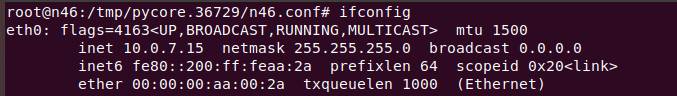 root@n46:/tmp/pycore.36729/n46.conf# ifconfig
eth0: flags=4163<UP,BROADCAST,RUNNING,MULTICAST>  mtu 1500
        inet 10.0.7.15  netmask 255.255.255.0  broadcast 0.0.0.0
        inet6 fe80::200:ff:feaa:2a  prefixlen 64  scopeid 0x20<link>
        ether 00:00:00:aa:00:2a  txqueuelen 1000  (Ethernet)